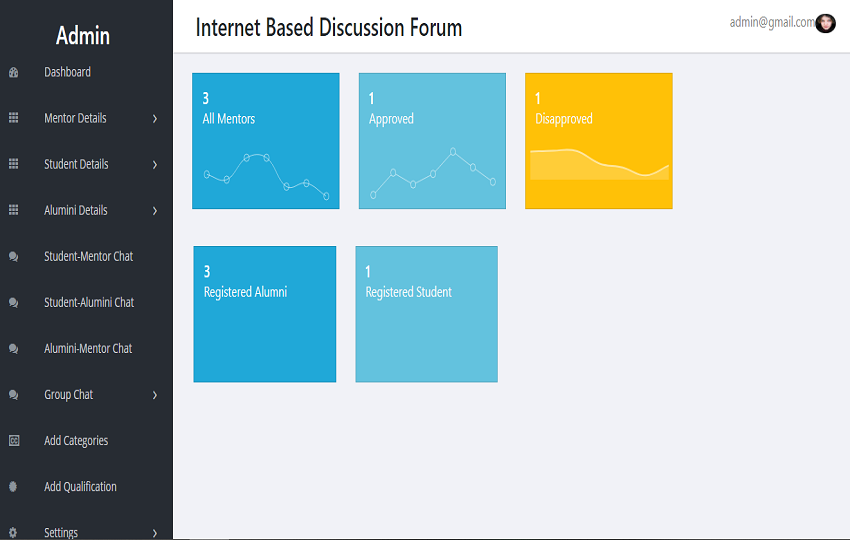 Admin
Dashboard
Mentor Details
Student Details
Alumini Details
Student-Mentor Chat
Student-Alumini Chat
Alumini-Mentor Chat
Group Chat
Add Categories
Add Qualification
Settings
Internet Based Discussion Forum
admin@gmail.com
3
All Mentors
1
Approved
1
Disapproved
3
Registered Alumni
1
Registered Student